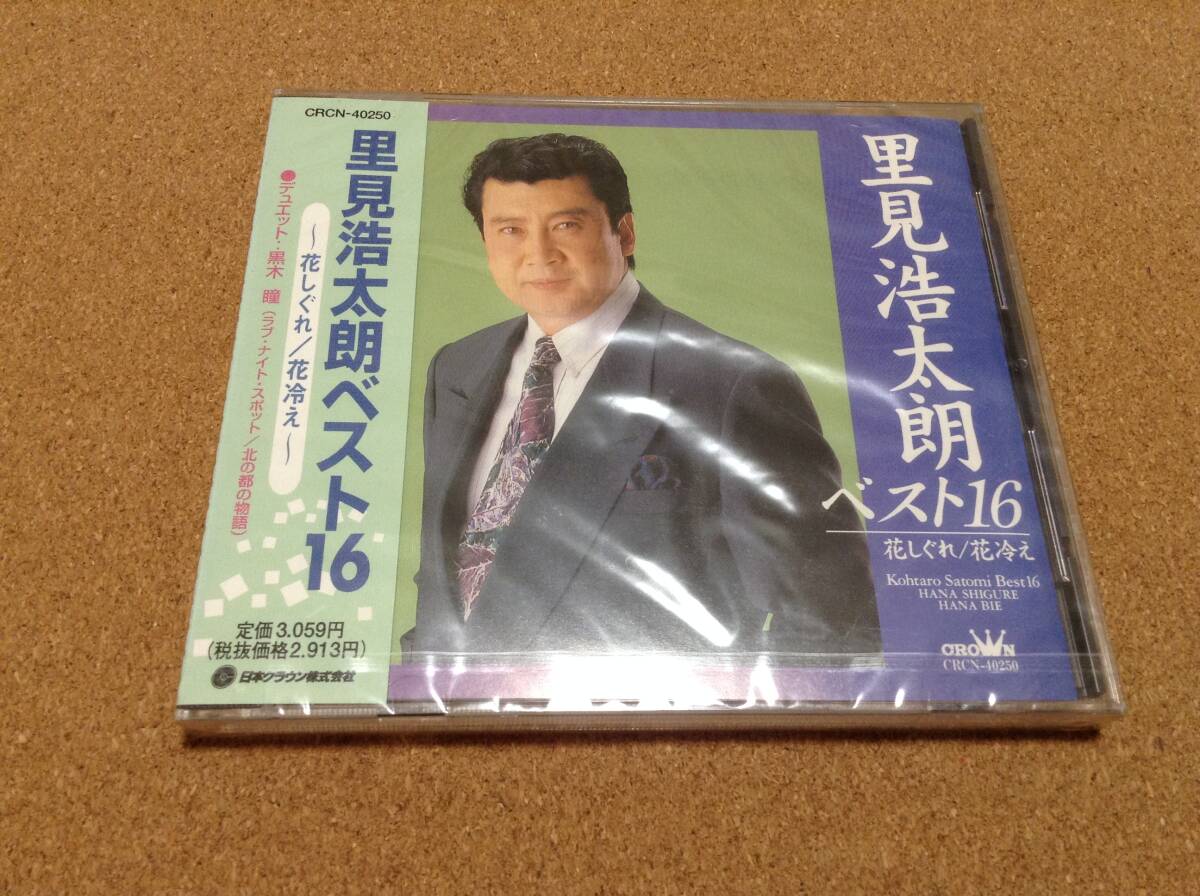 CRCN-40250
里見浩太朗ベスト16
~花しぐれ/花冷え~
●デュエット・黒木 瞳(ラブ・ナイト・スポット/北の都の物語)
定価3.059円
(税抜価格2.913円)
日本クラウン株式会社
里見浩太朗
ベスト16
花しぐれ/花冷え
Kohtaro Satomi Best16
HANA SHIGURE
HANA BIE
CROWN
CRCN-40250